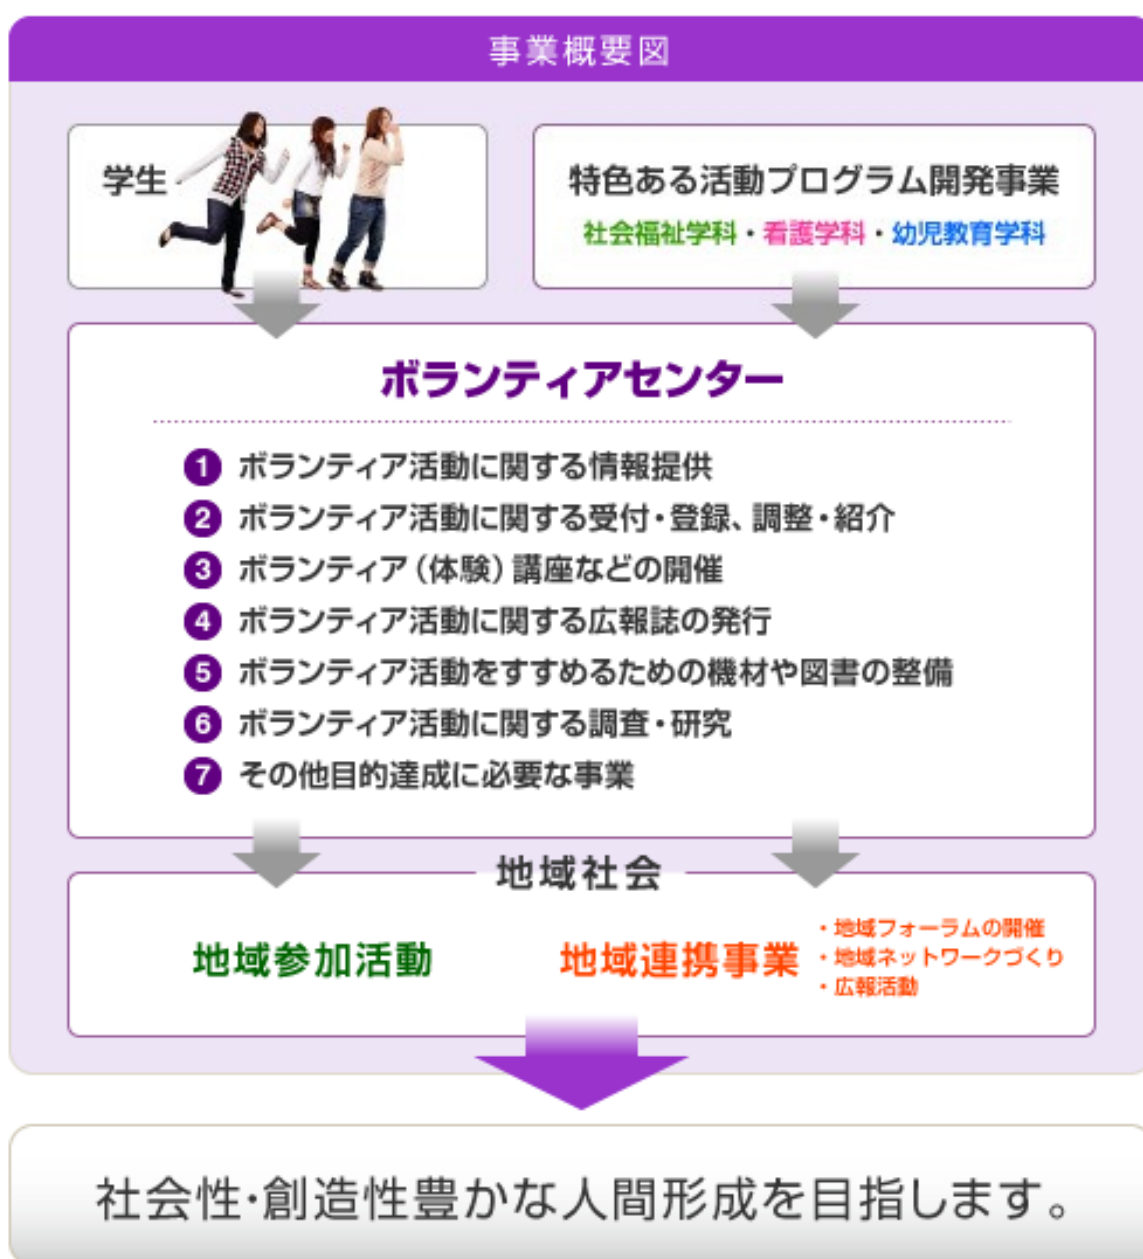 事業概要図
学生
特色ある活動プログラム開発事業
社会福祉学科・看護学科・幼児教育学科
ボランティアセンター
1 ボランティア活動に関する情報提供
2 ボランティア活動に関する受付・登録、調整・紹介
3 ボランティア（体験）講座などの開催
4 ボランティア活動に関する広報誌の発行
5 ボランティア活動をすすめるための機材や図書の整備
6 ボランティア活動に関する調査・研究
7 その他目的達成に必要な事業
地域社会
地域参加活動
地域連携事業
・地域フォーラムの開催
・地域ネットワークづくり
・広報活動
社会性・創造性豊かな人間形成を目指します。